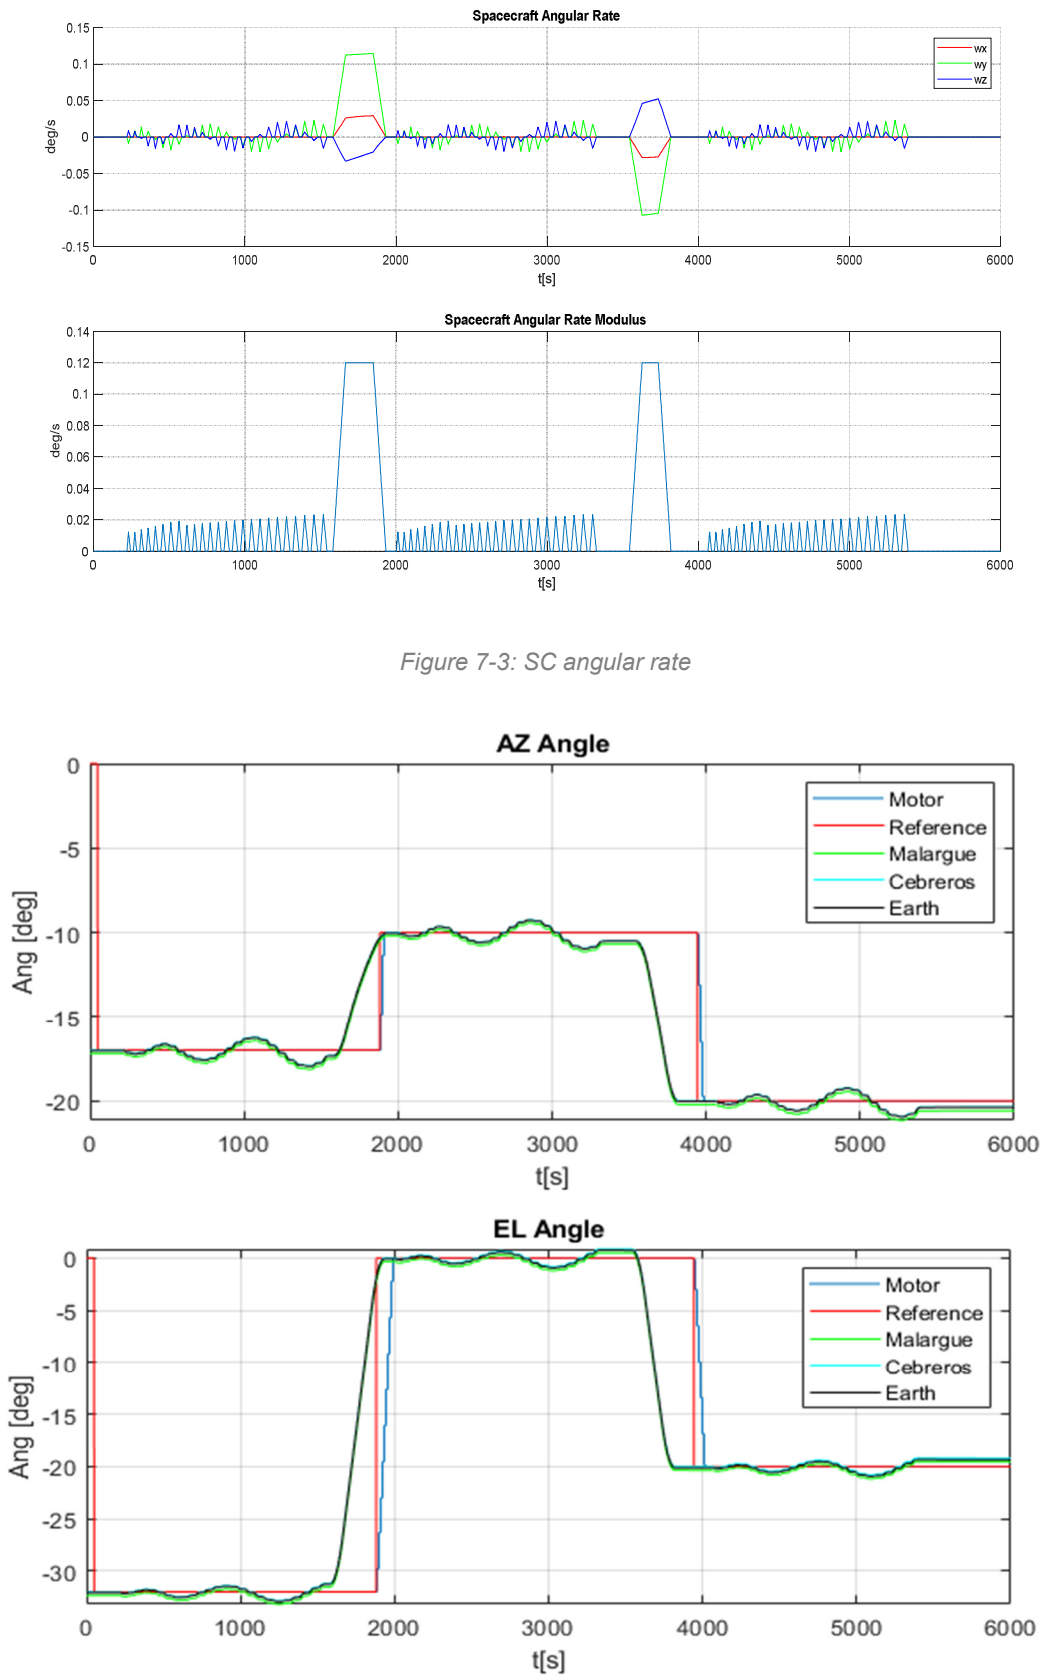 Spacecraft Angular Rate
0.15
0.1
0.05
0
-0.05
-0.1
-0.15
deg/s
wx
wy
wz
0 1000 2000 3000 4000 5000 6000
t[s]
Spacecraft Angular Rate Modulus
0.14
0.12
0.1
0.08
0.06
0.04
0.02
0
deg/s
0 1000 2000 3000 4000 5000 6000
t[s]
Figure 7-3: SC angular rate
AZ Angle
0
-5
-10
-15
-20
Ang [deg]
Motor
Reference
Malargue
Cebreros
Earth
0 1000 2000 3000 4000 5000 6000
t[s]
EL Angle
0
-5
-10
-15
-20
-25
-30
Ang [deg]
Motor
Reference
Malargue
Cebreros
Earth
0 1000 2000 3000 4000 5000 6000
t[s]